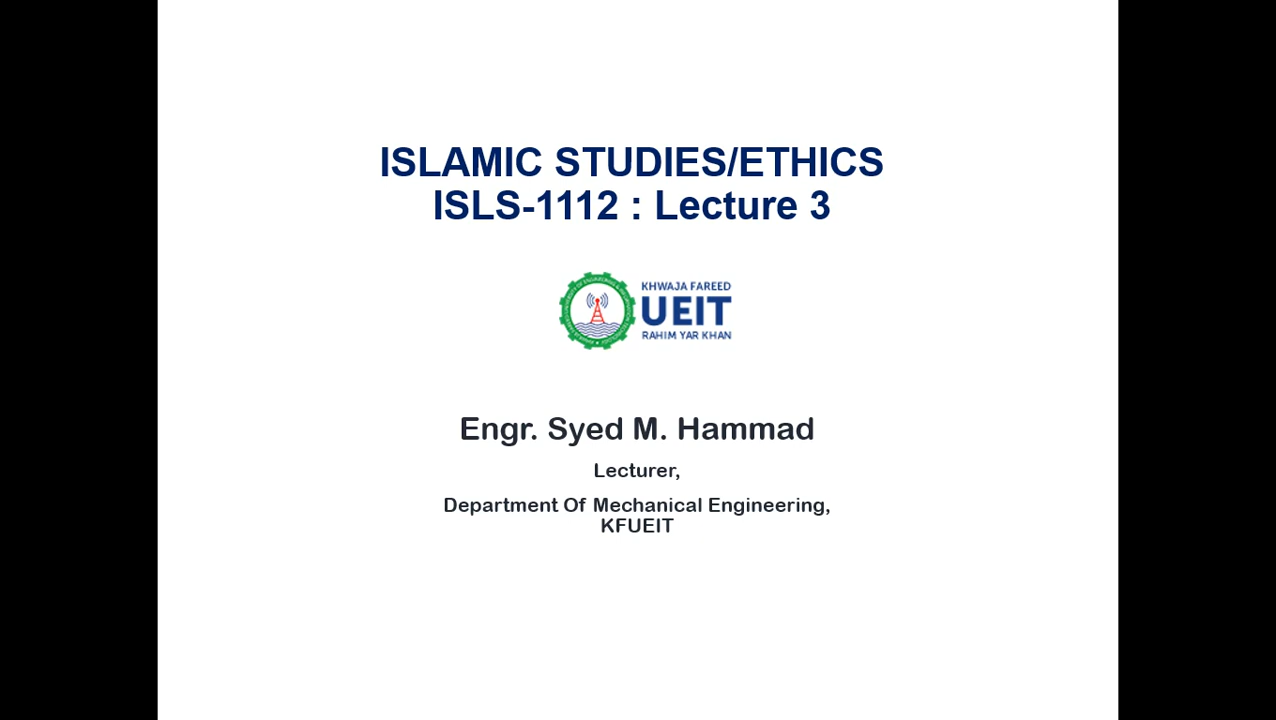 ISLAMIC STUDIES/ETHICS
ISLS-1112 : Lecture 3
KHWAJA FAREED
UEIT
RAHIM YAR KHAN
Engr. Syed M. Hammad
Lecturer,
Department Of Mechanical Engineering,
KFUEIT